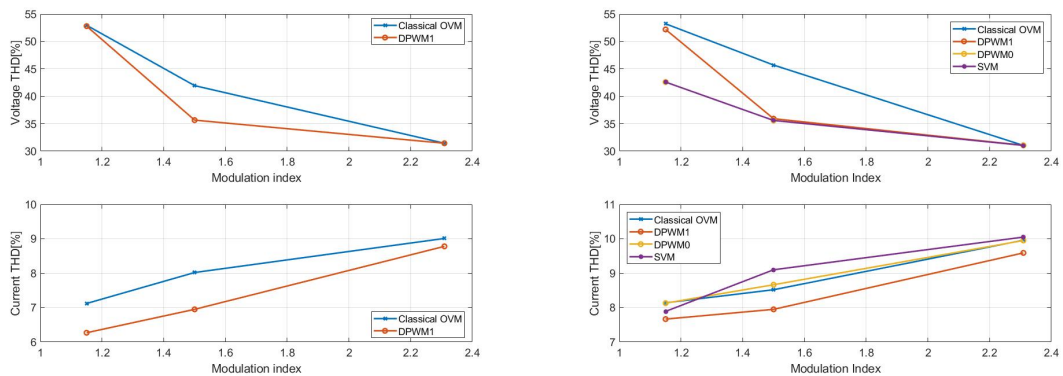 Voltage THD[%]
55
50
45
40
35
30
1
1.2
1.4
1.6
1.8
2
2.2
2.4
Modulation index
Classical OVM
DPWM1
Voltage THD[%]
55
50
45
40
35
30
1
1.2
1.4
1.6
1.8
2
2.2
2.4
Modulation Index
Classical OVM
DPWM1
DPWM0
SVM
Current THD[%]
10
9
8
7
6
1
1.2
1.4
1.6
1.8
2
2.2
2.4
Modulation index
Classical OVM
DPWM1
Current THD[%]
11
10
9
8
7
1
1.2
1.4
1.6
1.8
2
2.2
2.4
Modulation Index
Classical OVM
DPWM1
DPWM0
SVM